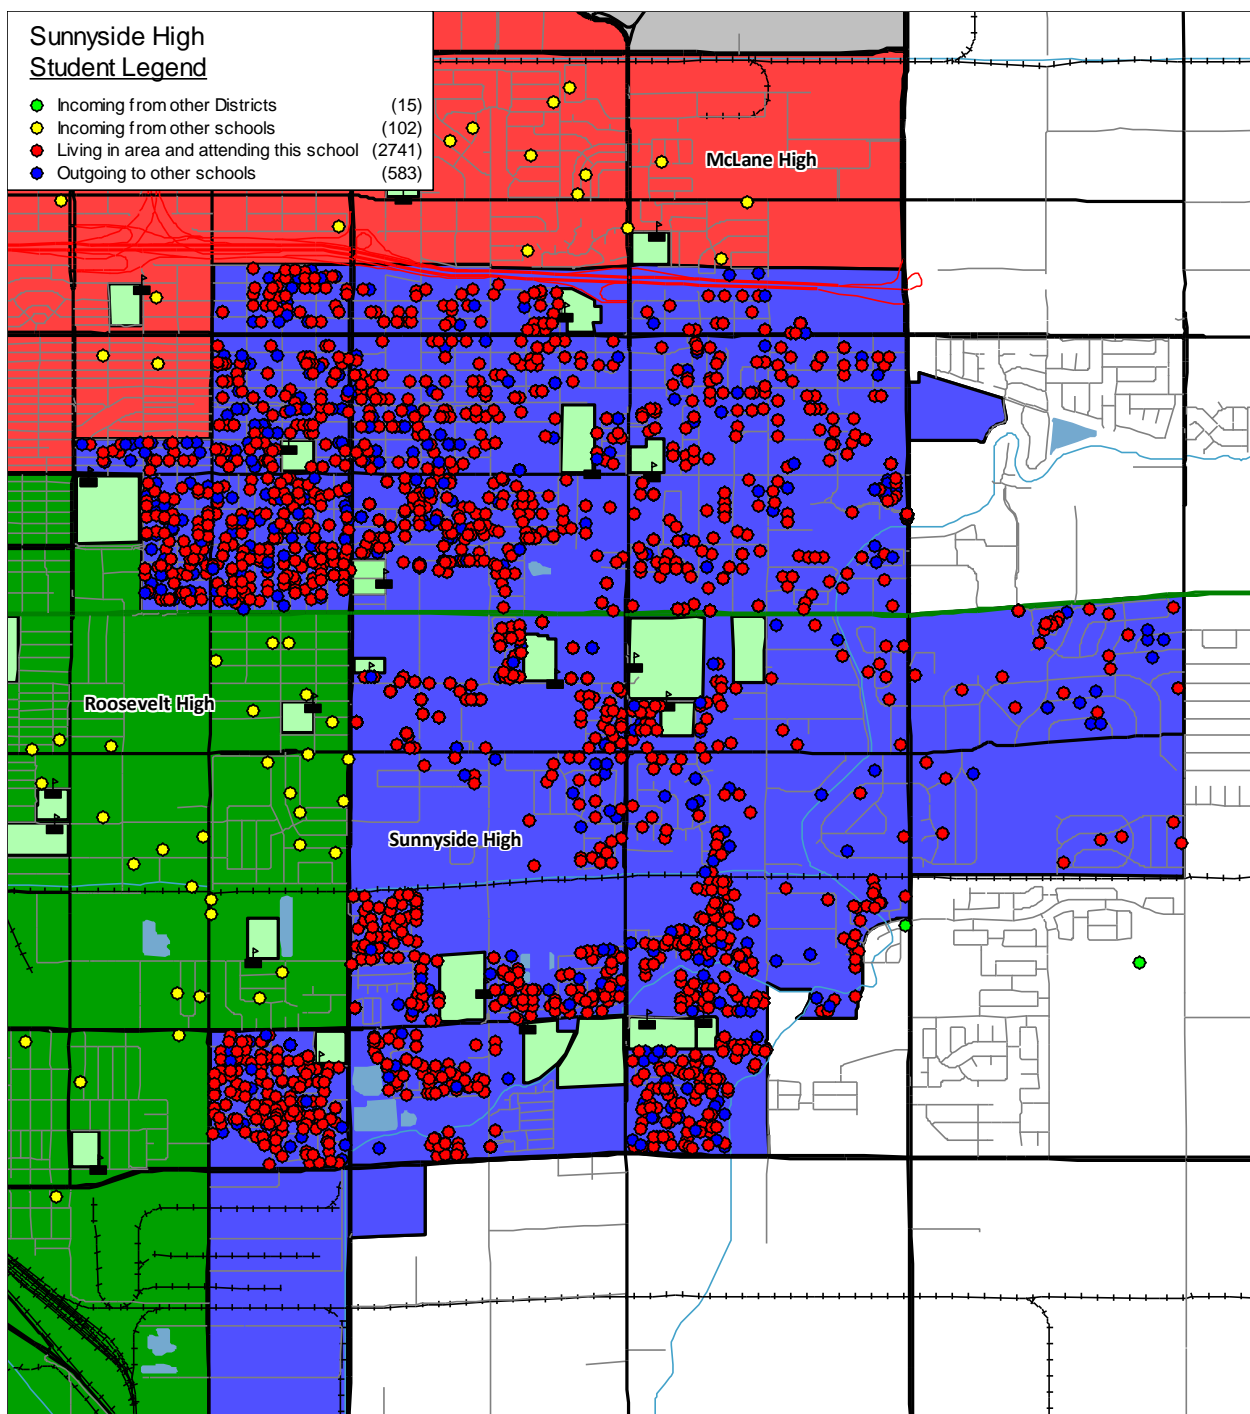 Sunnyside High
Student Legend
Incoming from other Districts (15)
Incoming from other schools (102)
Living in area and attending this school (2741)
Outgoing to other schools (583)
McLane High
Roosevelt High
Sunnyside High